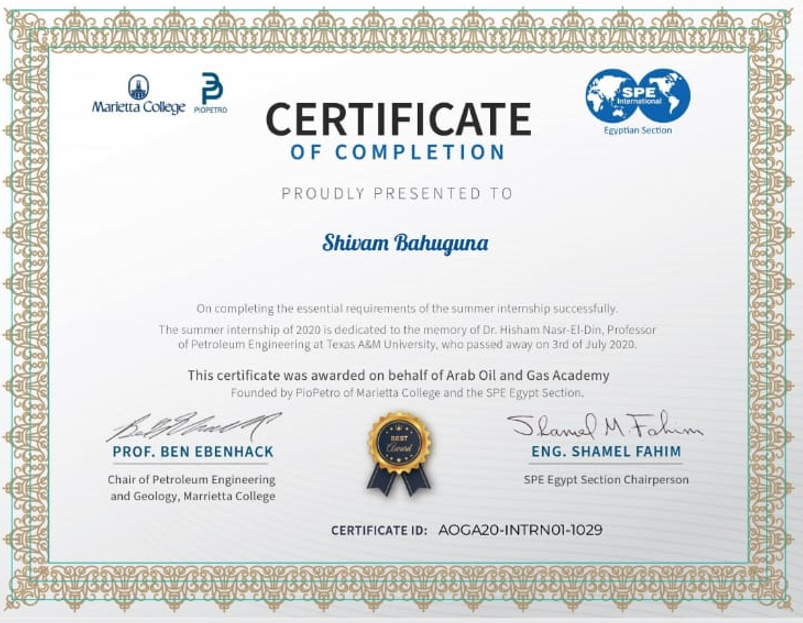 Marietta College
PIOPETRO
SPE
International
Egyptian Section
CERTIFICATE
OF COMPLETION
PROUDLY PRESENTED TO
Shivam Bahuguna
On completing the essential requirements of the summer internship successfully.
The summer internship of 2020 is dedicated to the memory of Dr. Hisham Nasr-El-Din, Professor
of Petroleum Engineering at Texas A&M University, who passed away on 3rd of July 2020.
This certificate was awarded on behalf of Arab Oil and Gas Academy
Founded by PioPetro of Marietta College and the SPE Egypt Section.
Shamel M. Fahim
PROF. BEN EBENHACK
ENG. SHAMEL FAHIM
Chair of Petroleum Engineering
and Geology, Marrietta College
SPE Egypt Section Chairperson
BEST
Award
CERTIFICATE ID: AOGA20-INTRN01-1029